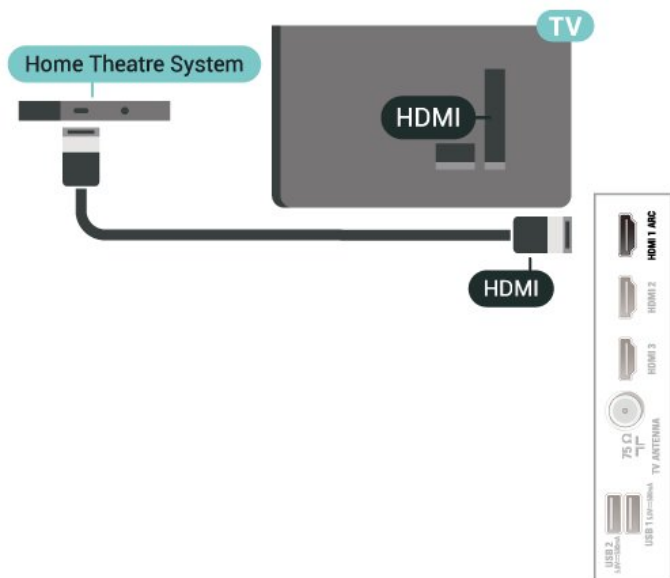 TV
Home Theatre System
HDMI
HDMI
HDMI 1 ARC
HDMI 2
HDMI 3
75 Ω
TV ANTENNA
USB 2
USB 1